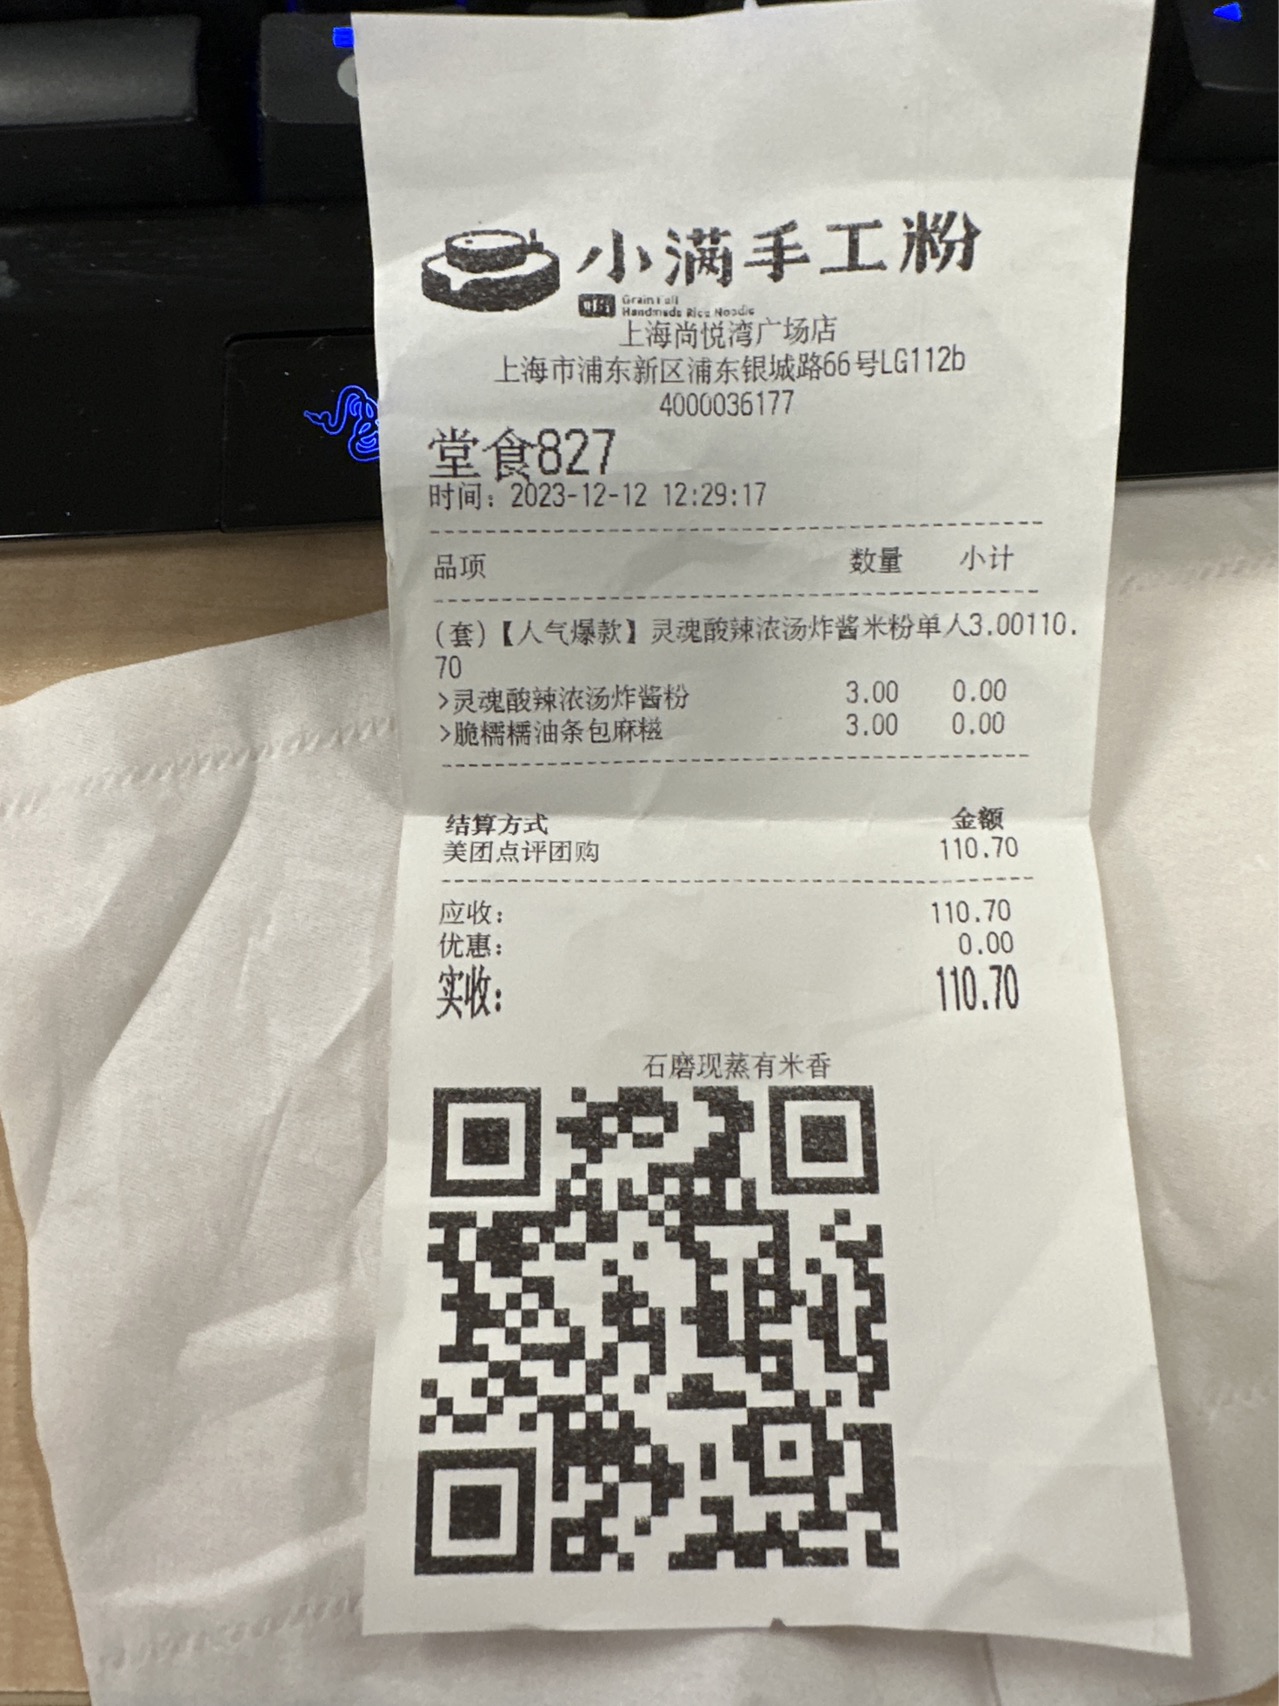 小满手工粉
Grain Full
Handmade Rice Noodle
上海尚悦湾广场店
上海市浦东新区浦东银城路66号LG112b
4000036177
堂食827
时间：2023-12-12 12:29:17
品项 数量 小计
(套)【人气爆款】灵魂酸辣浓汤炸酱米粉单人3.00110.
70
>灵魂酸辣浓汤炸酱粉 3.00 0.00
>脆糯糯油条包麻糍 3.00 0.00
结算方式 金额
美团点评团购 110.70
应收： 110.70
优惠： 0.00
实收： 110.70
石磨现蒸有米香